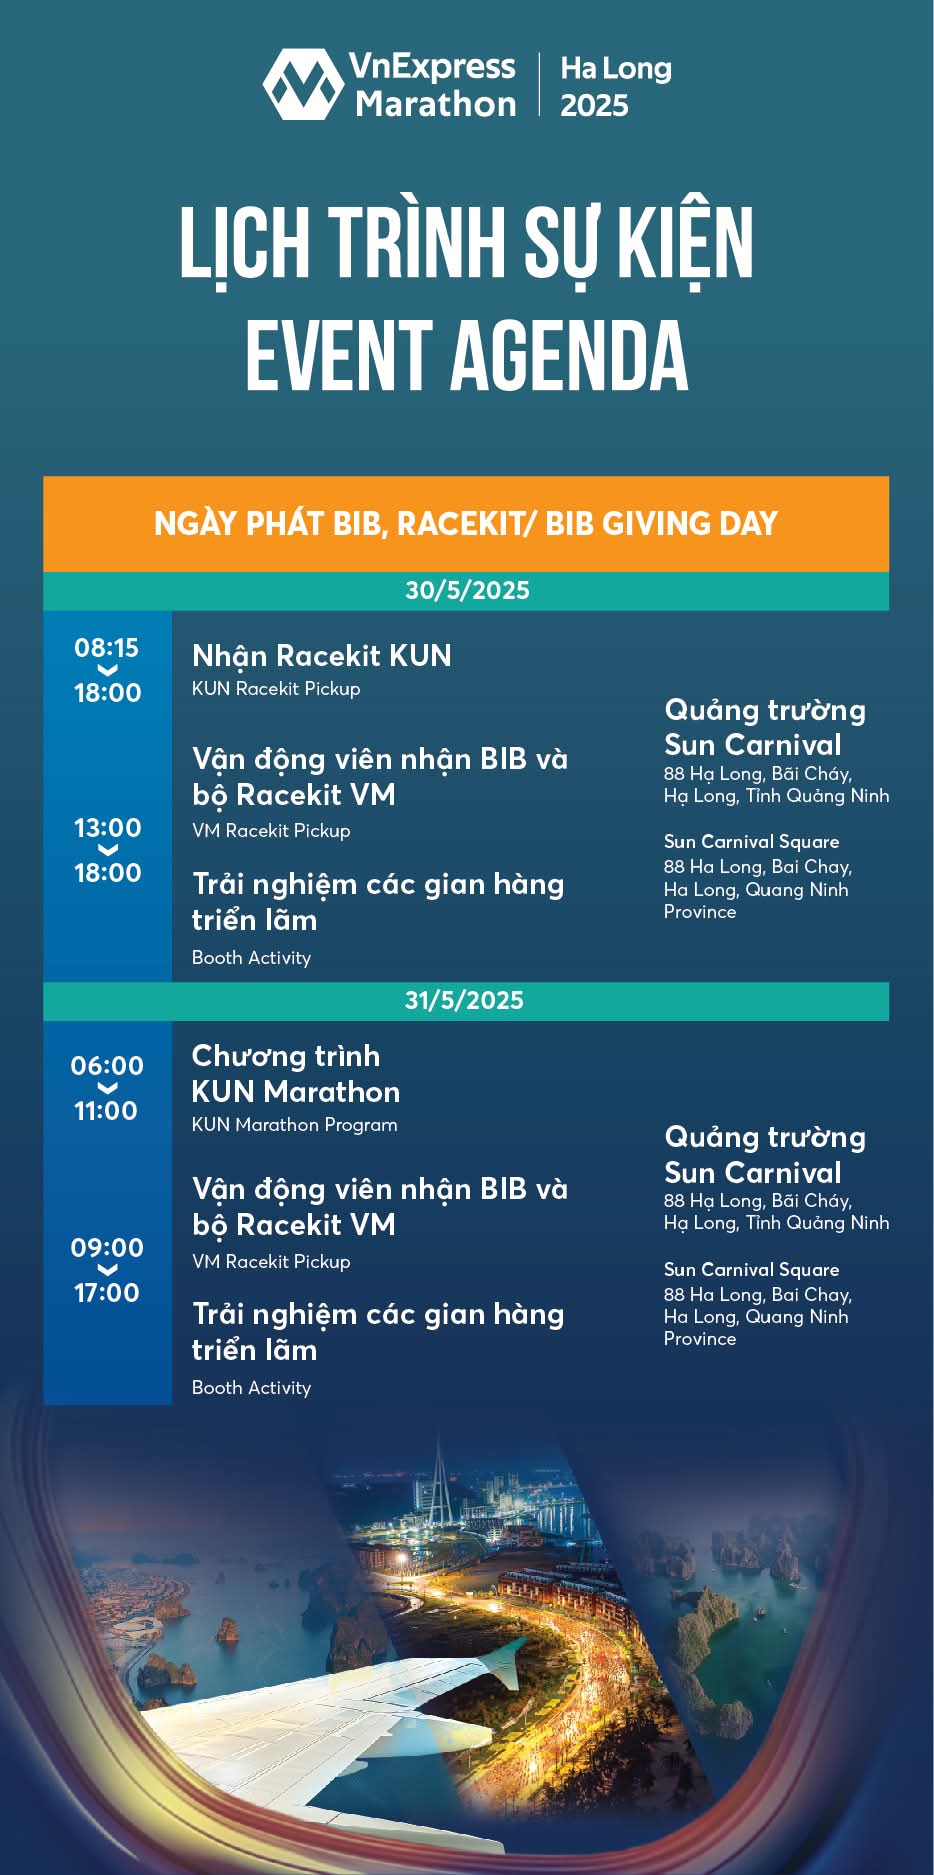 VnExpress
Marathon
Ha Long
2025
LỊCH TRÌNH SỰ KIỆN
EVENT AGENDA
NGÀY PHÁT BIB, RACEKIT/ BIB GIVING DAY
30/5/2025
08:15
18:00
Nhận Racekit KUN
KUN Racekit Pickup
13:00
18:00
Vận động viên nhận BIB và
bộ Racekit VM
VM Racekit Pickup
Trải nghiệm các gian hàng
triển lãm
Booth Activity
Quảng trường
Sun Carnival
88 Hạ Long, Bãi Cháy,
Hạ Long, Tỉnh Quảng Ninh
Sun Carnival Square
88 Ha Long, Bai Chay,
Ha Long, Quang Ninh
Province
31/5/2025
06:00
11:00
Chương trình
KUN Marathon
KUN Marathon Program
09:00
17:00
Vận động viên nhận BIB và
bộ Racekit VM
VM Racekit Pickup
Trải nghiệm các gian hàng
triển lãm
Booth Activity
Quảng trường
Sun Carnival
88 Hạ Long, Bãi Cháy,
Hạ Long, Tỉnh Quảng Ninh
Sun Carnival Square
88 Ha Long, Bai Chay,
Ha Long, Quang Ninh
Province